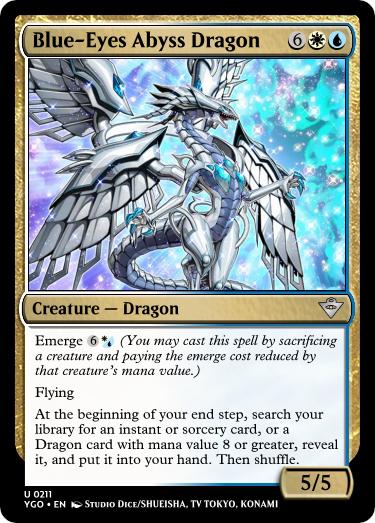 Blue-Eyes Abyss Dragon 6
Creature — Dragon
Emerge 6 (You may cast this spell by sacrificing
a creature and paying the emerge cost reduced by
that creature's mana value.)
Flying
At the beginning of your end step, search your
library for an instant or sorcery card, or a
Dragon card with mana value 8 or greater, reveal
it, and put it into your hand. Then shuffle.
5/5
U 0211
YGO • EN Studio Dice/SHUEISHA, TV TOKYO, KONAMI